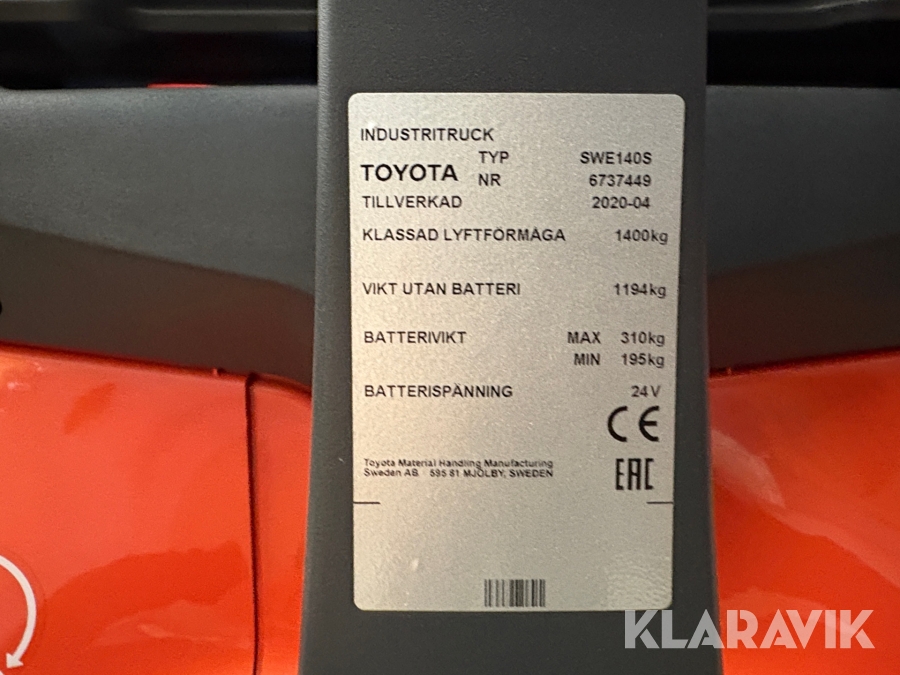 INDUSTRITRUCK
TOYOTA TYP SWE140S
NR 6737449
TILLVERKAD 2020-04
KLASSAD LYFTFÖRMÅGA 1400kg
VIKT UTAN BATTERI 1194kg
BATTERIVIKT MAX 310kg
MIN 195kg
BATTERISPÄNNING 24 V
CE
Toyota Material Handling Manufacturing
Sweden AB 595 81 MJÖLBY, SWEDEN
EAC
KLARAVIK